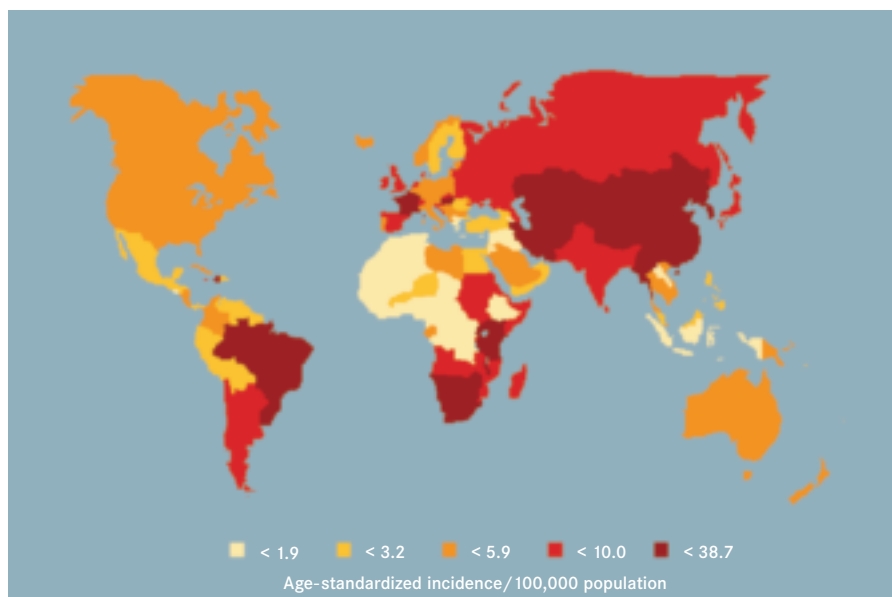 < 1.9 < 3.2 < 5.9 < 10.0 < 38.7
Age-standardized incidence/100,000 population